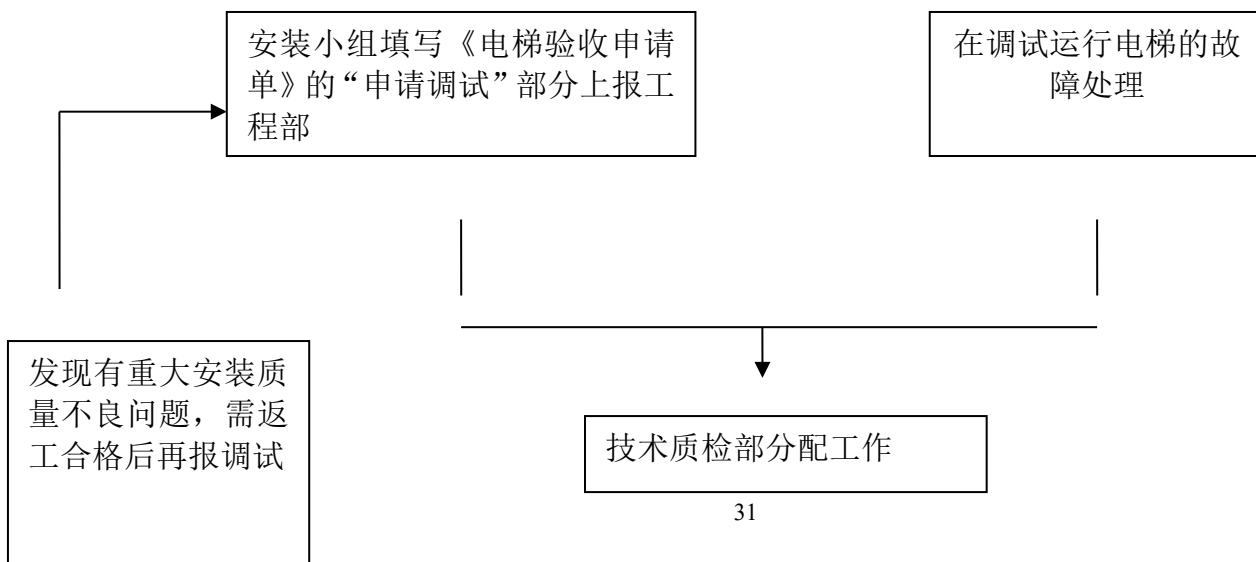 安装小组填写《电梯验收申请
单》的“申请调试”部分上报工
程部
在调试运行电梯的故
障处理
发现有重大安装质
量不良问题，需返
工合格后再报调试
技术质检部分配工作
31